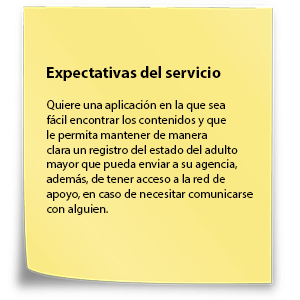 Expectativas del servicio
Quiere una aplicación en la que sea
fácil encontrar los contenidos y que
le permita mantener de manera
clara un registro del estado del adulto
mayor que pueda enviar a su agencia,
además, de tener acceso a la red de
apoyo, en caso de necesitar comunicarse
con alguien.